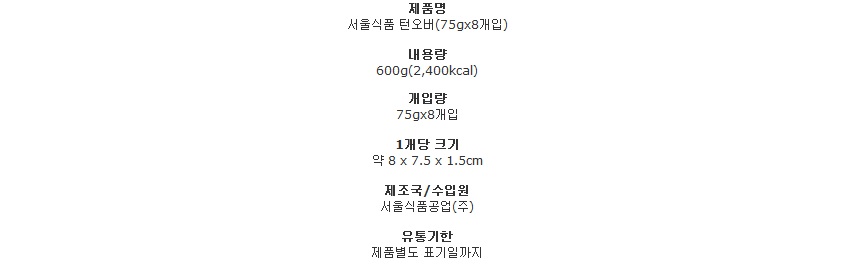 제품명
서울식품 턴오버(75gx8개입)
내용량
600g(2,400kcal)
개입량
75gx8개입
1개당 크기
약 8 x 7.5 x 1.5cm
제조국/수입원
서울식품공업(주)
유통기한
제품별도 표기일까지